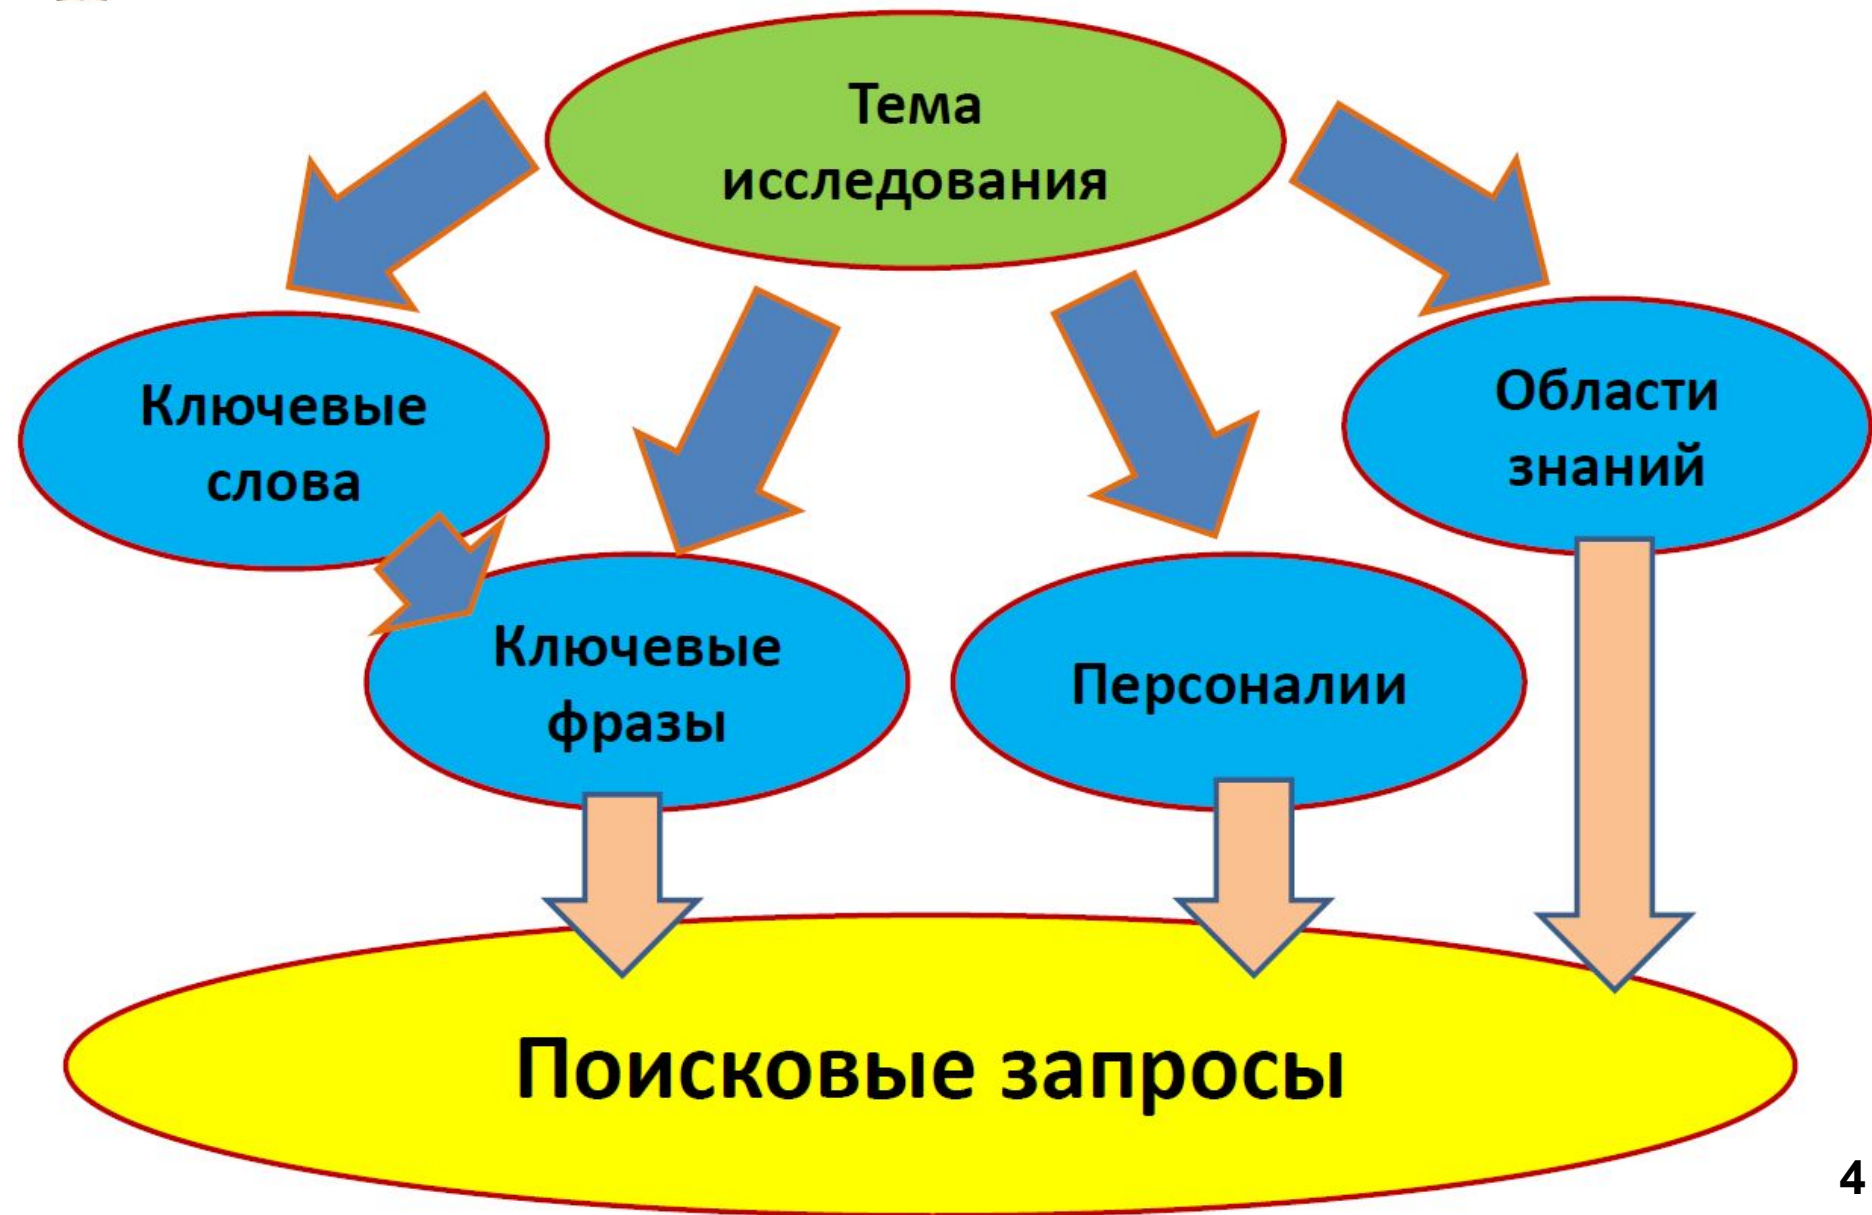 Тема
исследования
Ключевые
слова
Области
знаний
Ключевые
фразы
Персоналии
Поисковые запросы
4